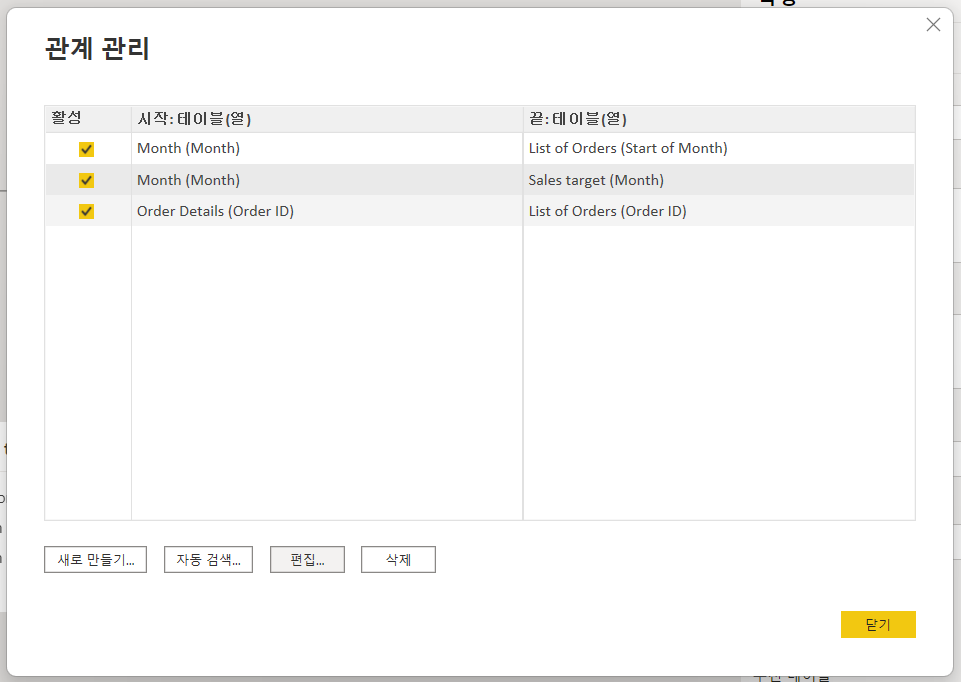 관계 관리
활성 시작: 테이블(열) 끝: 테이블(열)
Month (Month) List of Orders (Start of Month)
Month (Month) Sales target (Month)
Order Details (Order ID) List of Orders (Order ID)
새로 만들기... 자동 검색... 편집... 삭제
닫기